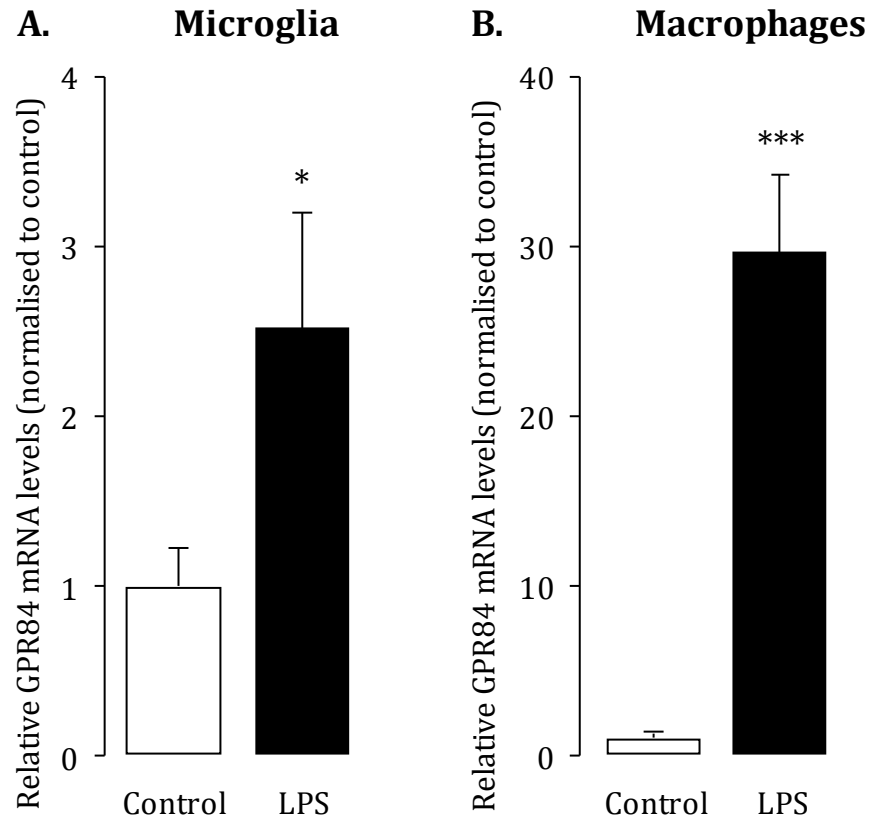 A.
Microglia
Relative GPR84 mRNA levels (normalised to control)
4
3
2
1
0
*
Control
LPS
B.
Macrophages
Relative GPR84 mRNA levels (normalised to control)
40
30
20
10
0
***
Control
LPS